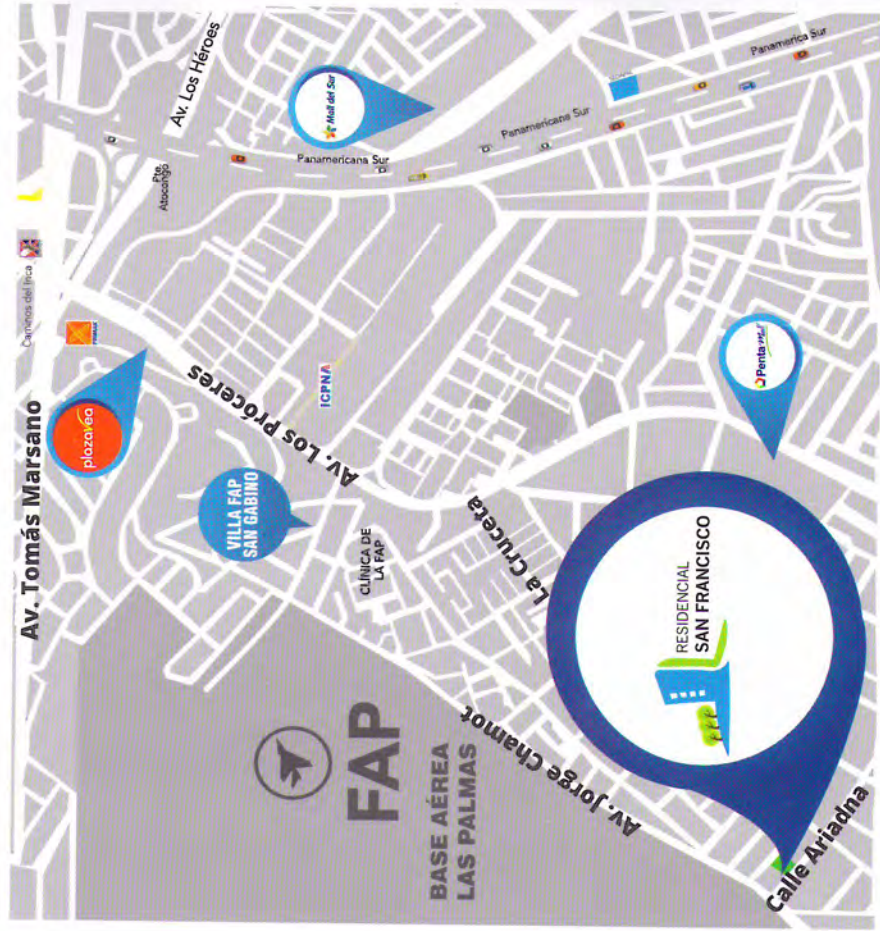 Av. Tomás Marsano
Caminos del Inca
Av. Los Héroes
Pte.
Atocongo
plazavea
Mall del Sur
Panamericana Sur
Panamericana Sur
Panamerica Sur
Av. Los Próceres
ICPNA
VILLA FAP
SAN GABINO
CLÍNICA DE
LA FAP
La Cruceta
Penta mall
FAP
BASE AÉREA
LAS PALMAS
Av. Jorge Chamot
RESIDENCIAL
SAN FRANCISCO
Calle Ariadna